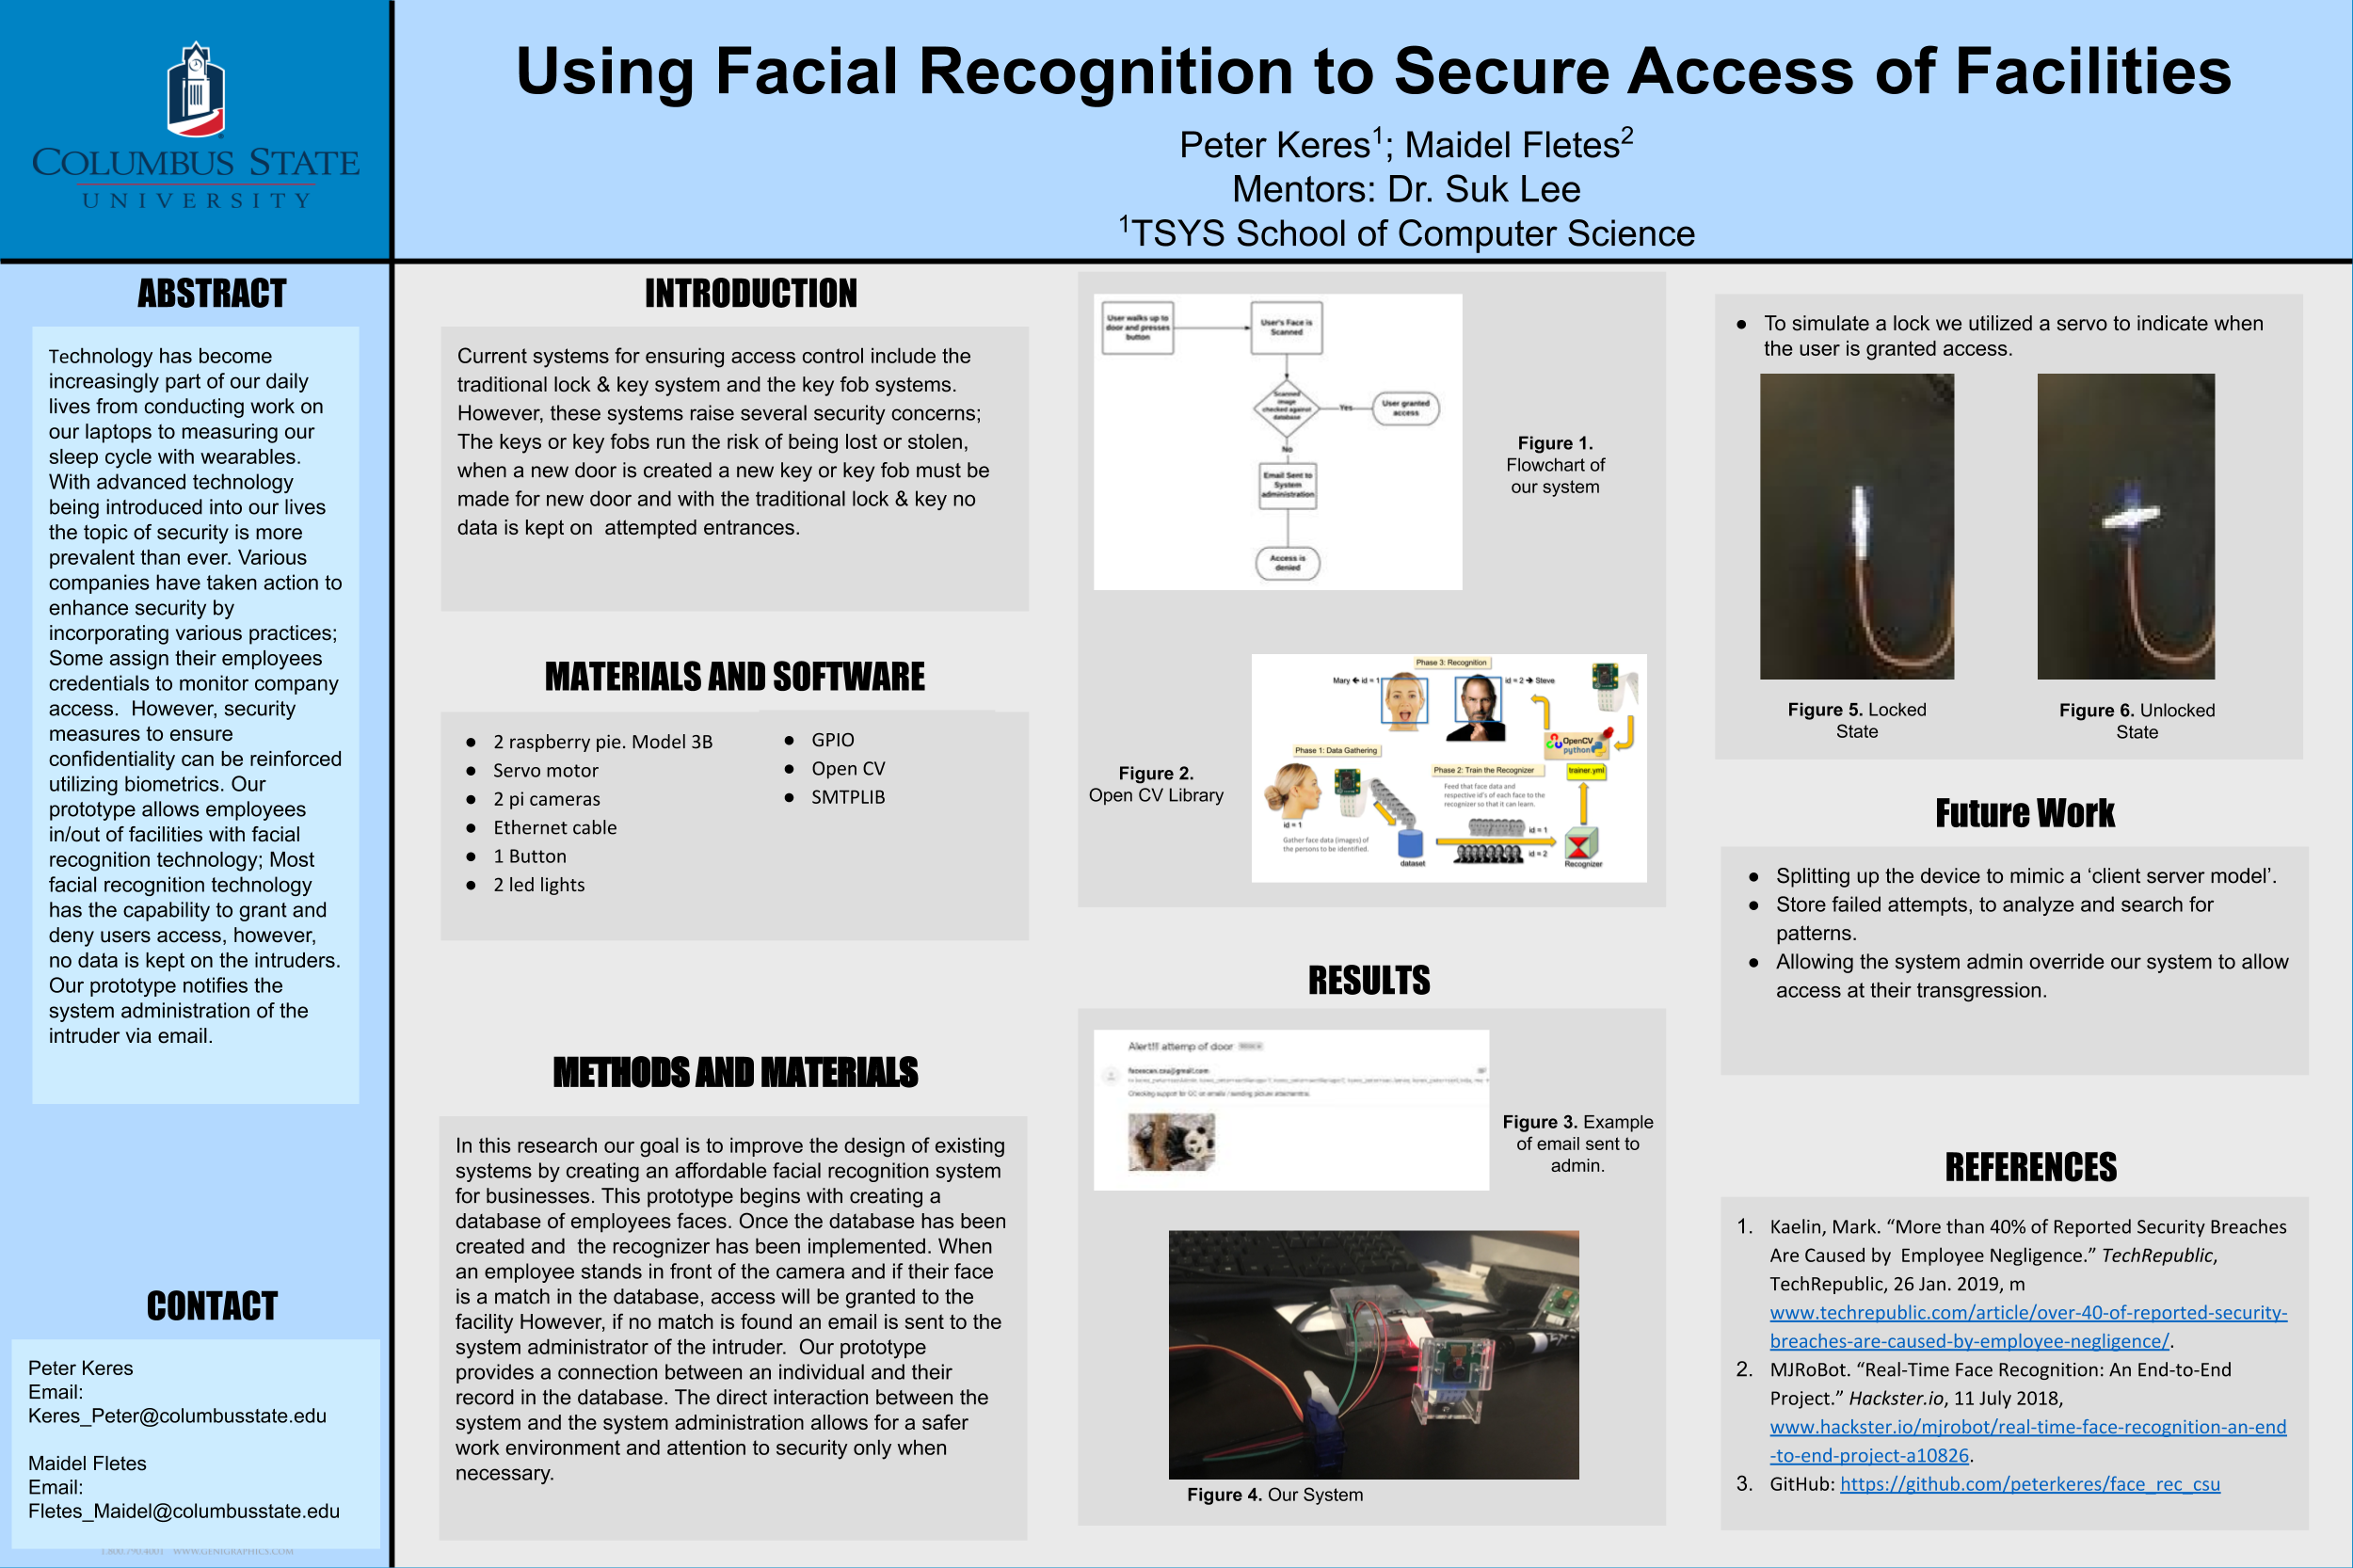 COLUMBUS STATE
UNIVERSITY
Using Facial Recognition to Secure Access of Facilities
Peter Keres1; Maidel Fletes2
Mentors: Dr. Suk Lee
1TSYS School of Computer Science
ABSTRACT
Technology has become
increasingly part of our daily
lives from conducting work on
our laptops to measuring our
sleep cycle with wearables.
With advanced technology
being introduced into our lives
the topic of security is more
prevalent than ever. Various
companies have taken action to
enhance security by
incorporating various practices;
Some assign their employees
credentials to monitor company
access.  However, security
measures to ensure
confidentiality can be reinforced
utilizing biometrics. Our
prototype allows employees
in/out of facilities with facial
recognition technology; Most
facial recognition technology
has the capability to grant and
deny users access, however,
no data is kept on the intruders.
Our prototype notifies the
system administration of the
intruder via email.
CONTACT
Peter Keres
Email:
Keres_Peter@columbusstate.edu
Maidel Fletes
Email:
Fletes_Maidel@columbusstate.edu
1.800.790.4001   WWW.GENIGRAPHICS.COM
INTRODUCTION
Current systems for ensuring access control include the
traditional lock & key system and the key fob systems.
However, these systems raise several security concerns;
The keys or key fobs run the risk of being lost or stolen,
when a new door is created a new key or key fob must be
made for new door and with the traditional lock & key no
data is kept on  attempted entrances.
MATERIALS AND SOFTWARE
● 2 raspberry pie. Model 3B
● Servo motor
● 2 pi cameras
● Ethernet cable
● 1 Button
● 2 led lights
● GPIO
● Open CV
● SMTPLIB
METHODS AND MATERIALS
In this research our goal is to improve the design of existing
systems by creating an affordable facial recognition system
for businesses. This prototype begins with creating a
database of employees faces. Once the database has been
created and  the recognizer has been implemented. When
an employee stands in front of the camera and if their face
is a match in the database, access will be granted to the
facility However, if no match is found an email is sent to the
system administrator of the intruder.  Our prototype
provides a connection between an individual and their
record in the database. The direct interaction between the
system and the system administration allows for a safer
work environment and attention to security only when
necessary.
User walks up to
door and presses
button
User's Face is
Scanned
Scanned
image
checked against
database
Yes
User granted
access
No
Email Sent to
System
administration
Access is
denied
Figure 1.
Flowchart of
our system
Phase 3: Recognition
Mary ← id = 1
id = 2 → Steve
OpenCV
python
Phase 1: Data Gathering
Phase 2: Train the Recognizer
trainer.yml
Feed that face data and
respective id's of each face to the
recognizer so that it can learn.
id = 1
Gather face data (images) of
the persons to be identified.
dataset
id = 1
id = 2
Recognizer
Figure 2.
Open CV Library
RESULTS
Alert!! attemp of door
facescan.csu@gmail.com
Checking support for GC on emails / sending picture attachments.
Figure 3. Example
of email sent to
admin.
Figure 4. Our System
● To simulate a lock we utilized a servo to indicate when
the user is granted access.
Figure 5. Locked
State
Figure 6. Unlocked
State
Future Work
● Splitting up the device to mimic a ‘client server model’.
● Store failed attempts, to analyze and search for
patterns.
● Allowing the system admin override our system to allow
access at their transgression.
REFERENCES
1. Kaelin, Mark. “More than 40% of Reported Security Breaches
Are Caused by  Employee Negligence.” TechRepublic,
TechRepublic, 26 Jan. 2019, m
www.techrepublic.com/article/over-40-of-reported-security-
breaches-are-caused-by-employee-negligence/.
2. MJRoBot. “Real-Time Face Recognition: An End-to-End
Project.” Hackster.io, 11 July 2018,
www.hackster.io/mjrobot/real-time-face-recognition-an-end
-to-end-project-a10826.
3. GitHub: https://github.com/peterkeres/face_rec_csu